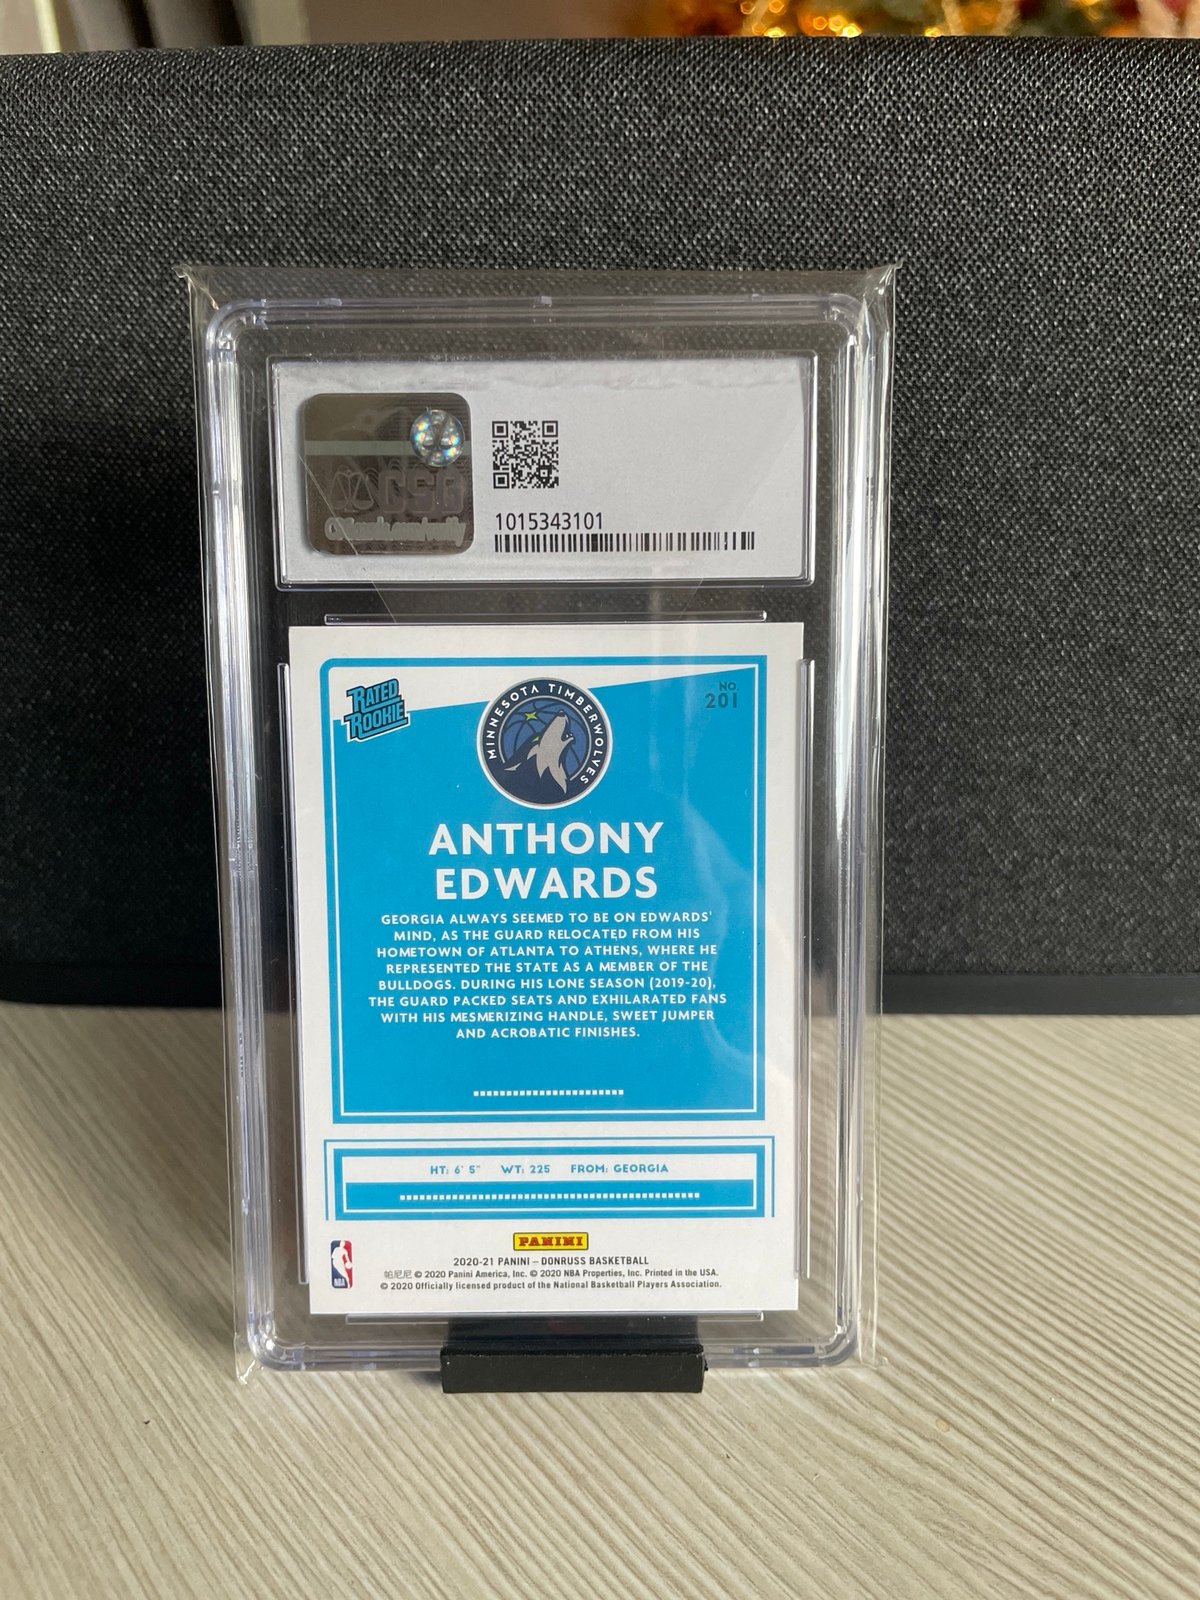 CSG
1015343101
RATED
ROOKIE
MINNESOTA TIMBERWOLVES
NO.
201
ANTHONY
EDWARDS
GEORGIA ALWAYS SEEMED TO BE ON EDWARDS'
MIND, AS THE GUARD RELOCATED FROM HIS
HOMETOWN OF ATLANTA TO ATHENS, WHERE HE
REPRESENTED THE STATE AS A MEMBER OF THE
BULLDOGS. DURING HIS LONE SEASON (2019-20),
THE GUARD PACKED SEATS AND EXHILARATED FANS
WITH HIS MESMERIZING HANDLE, SWEET JUMPER
AND ACROBATIC FINISHES.
HT: 6' 5" WT: 225 FROM: GEORGIA
PANINI
2020-21 PANINI – DONRUSS BASKETBALL
帕尼尼 © 2020 Panini America, Inc. © 2020 NBA Properties, Inc. Printed in the USA.
© 2020 Officially licensed product of the National Basketball Players Association.
NBA